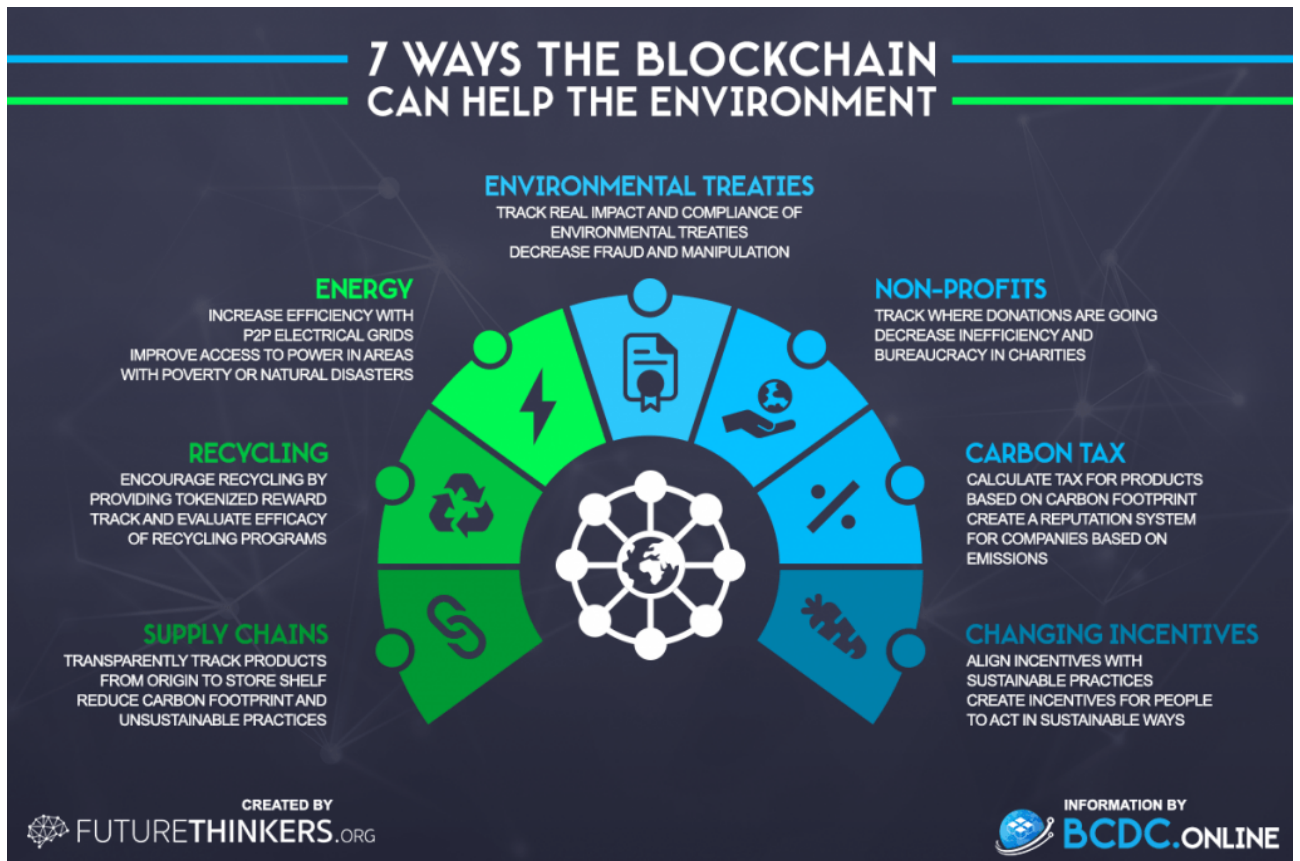 7 WAYS THE BLOCKCHAIN
CAN HELP THE ENVIRONMENT
ENVIRONMENTAL TREATIES
TRACK REAL IMPACT AND COMPLIANCE OF
ENVIRONMENTAL TREATIES
DECREASE FRAUD AND MANIPULATION
ENERGY
INCREASE EFFICIENCY WITH
P2P ELECTRICAL GRIDS
IMPROVE ACCESS TO POWER IN AREAS
WITH POVERTY OR NATURAL DISASTERS
NON-PROFITS
TRACK WHERE DONATIONS ARE GOING
DECREASE INEFFICIENCY AND
BUREAUCRACY IN CHARITIES
RECYCLING
ENCOURAGE RECYCLING BY
PROVIDING TOKENIZED REWARD
TRACK AND EVALUATE EFFICACY
OF RECYCLING PROGRAMS
CARBON TAX
CALCULATE TAX FOR PRODUCTS
BASED ON CARBON FOOTPRINT
CREATE A REPUTATION SYSTEM
FOR COMPANIES BASED ON
EMISSIONS
SUPPLY CHAINS
TRANSPARENTLY TRACK PRODUCTS
FROM ORIGIN TO STORE SHELF
REDUCE CARBON FOOTPRINT AND
UNSUSTAINABLE PRACTICES
CHANGING INCENTIVES
ALIGN INCENTIVES WITH
SUSTAINABLE PRACTICES
CREATE INCENTIVES FOR PEOPLE
TO ACT IN SUSTAINABLE WAYS
CREATED BY
FUTURETHINKERS.ORG
INFORMATION BY
BCDC.ONLINE